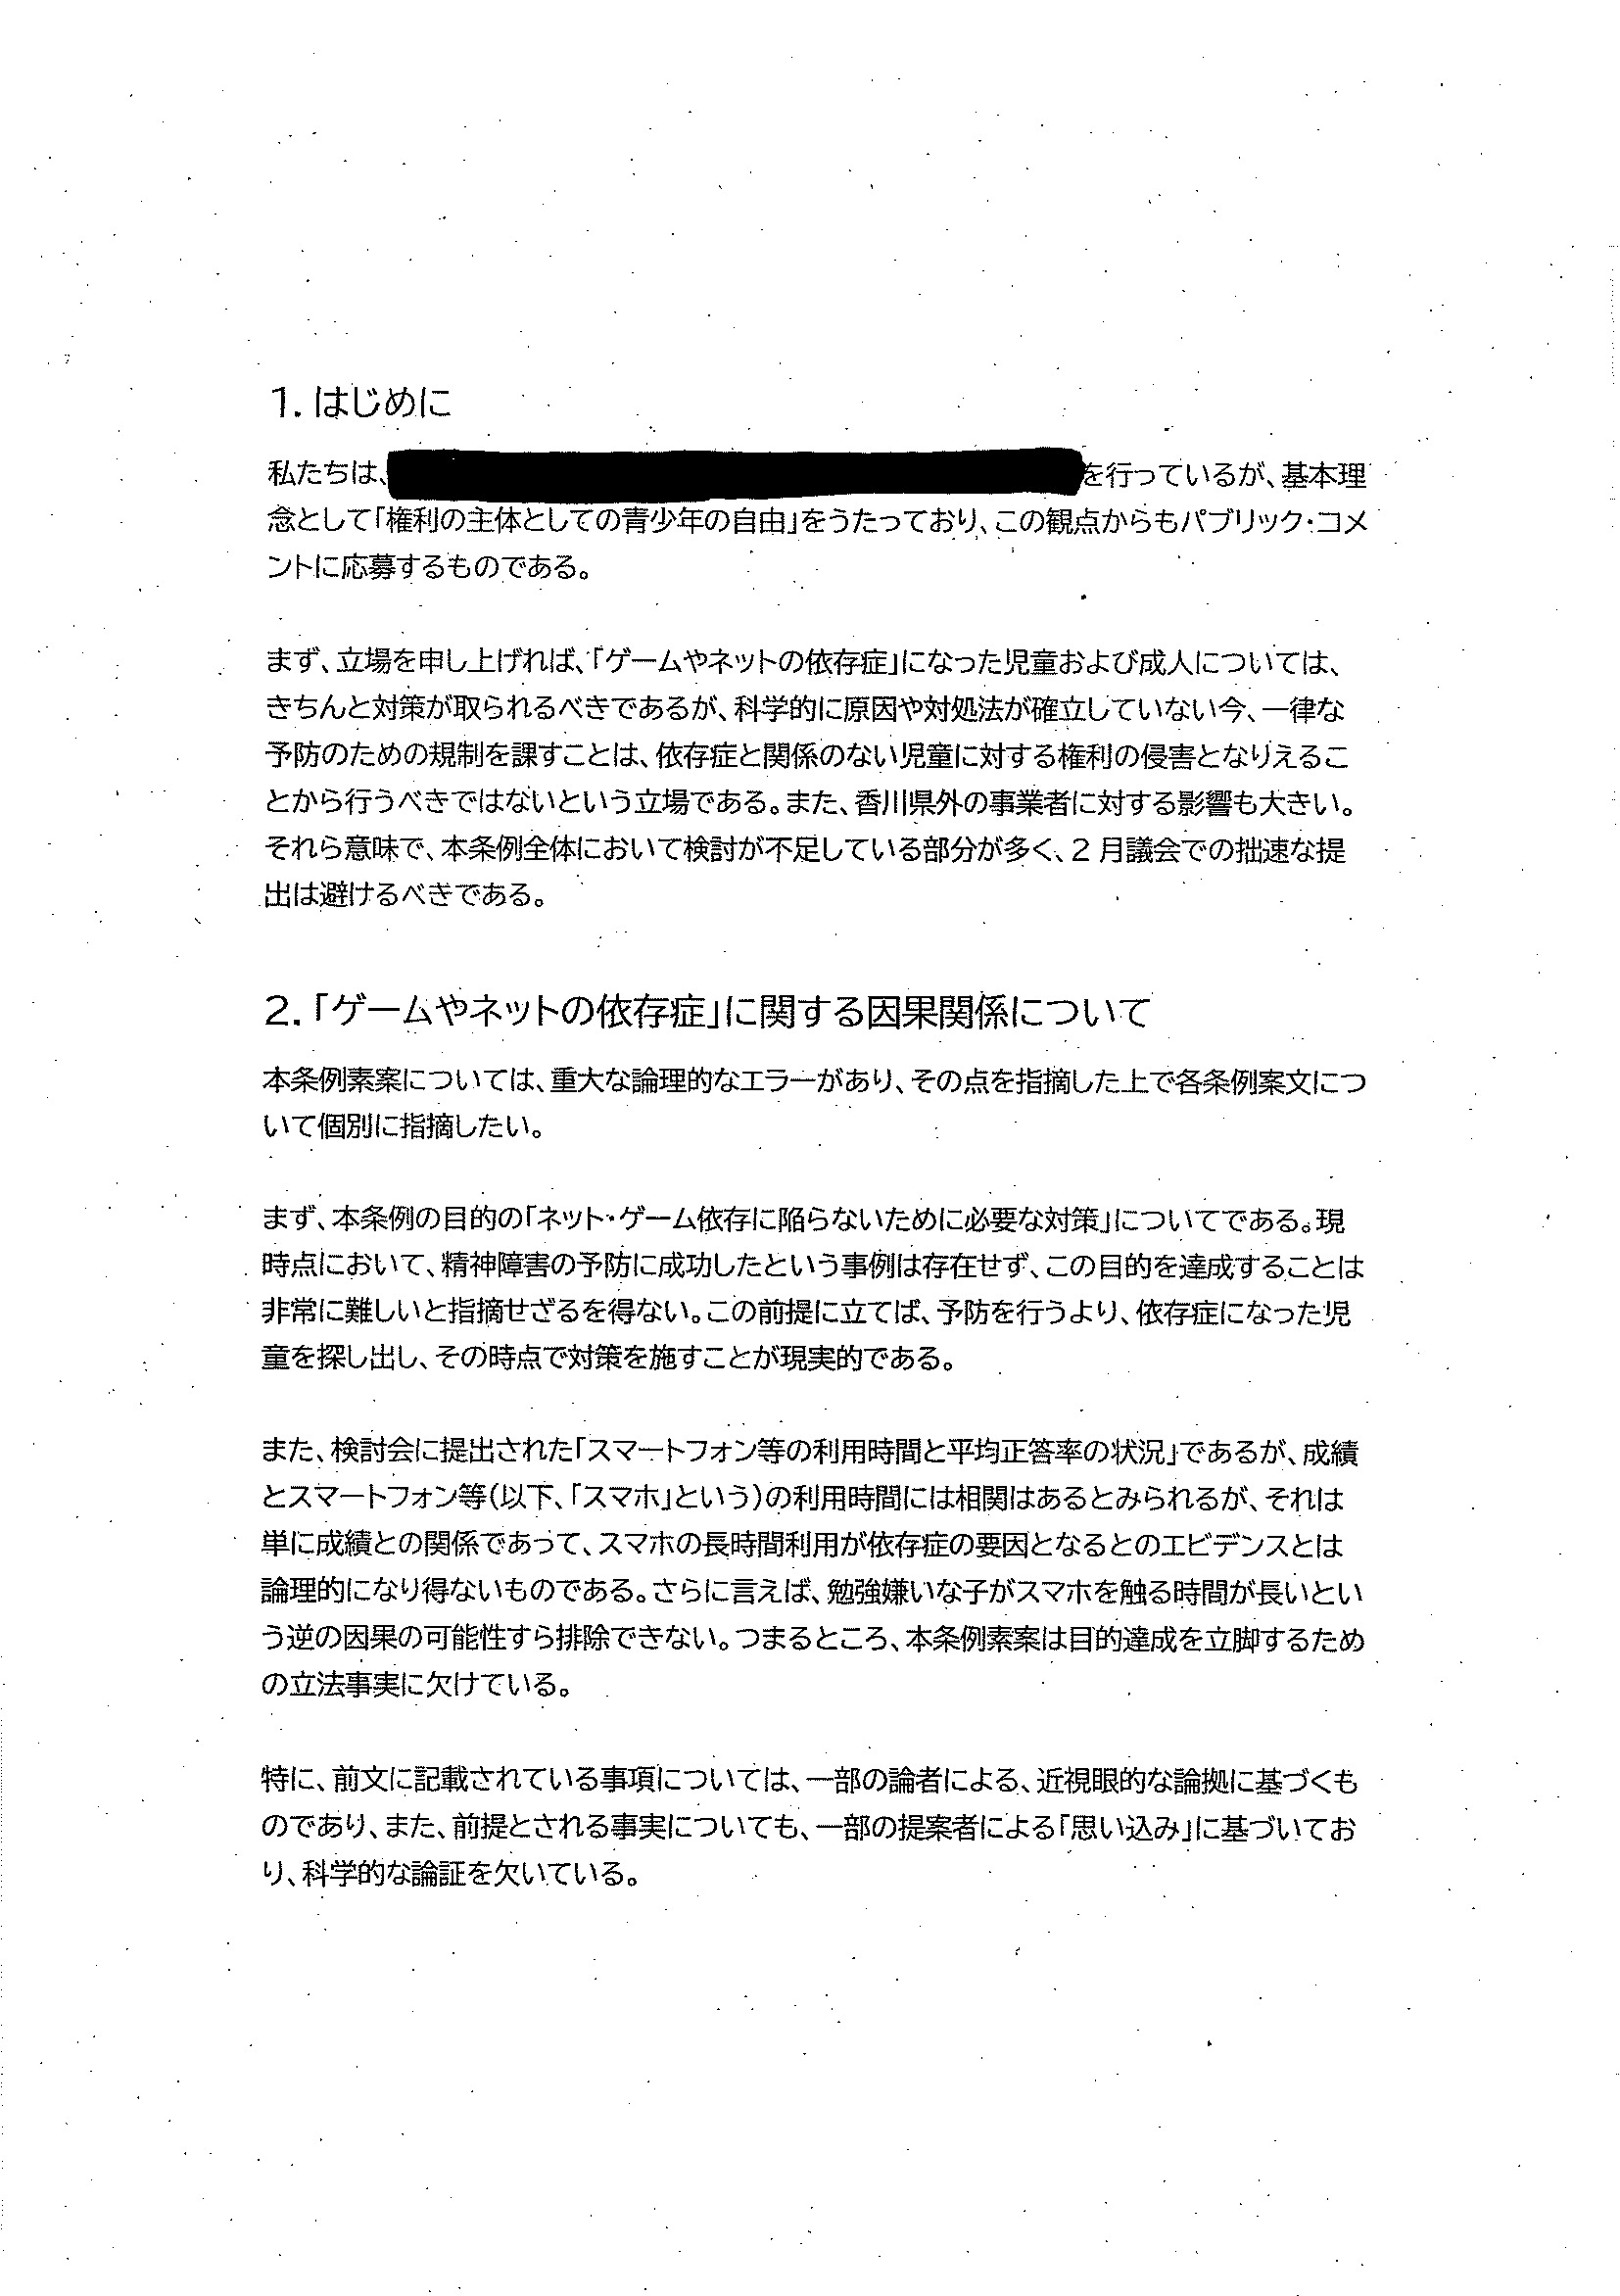 1. はじめに
私たちは、
を行っているが、基本理
念として「権利の主体としての青少年の自由」をうたっており、この観点からもパブリック・コメ
ントに応募するものである。
まず、立場を申し上げれば、「ゲームやネットの依存症」になった児童および成人については、
きちんと対策が取られるべきであるが、科学的に原因や対処法が確立していない今、一律な
予防のための規制を課すことは、依存症と関係のない児童に対する権利の侵害となりえるこ
とから行うべきではないという立場である。また、香川県外の事業者に対する影響も大きい。
それら意味で、本条例全体において検討が不足している部分が多く、2 月議会での拙速な提
出は避けるべきである。
2. 「ゲームやネットの依存症」に関する因果関係について
本条例素案については、重大な論理的なエラーがあり、その点を指摘した上で各条例案文につ
いて個別に指摘したい。
まず、本条例の目的の「ネット・ゲーム依存に陥らないために必要な対策」についてである。現
時点において、精神障害の予防に成功したという事例は存在せず、この目的を達成することは
非常に難しいと指摘せざるを得ない。この前提に立てば、予防を行うより、依存症になった児
童を探し出し、その時点で対策を施すことが現実的である。
また、検討会に提出された「スマートフォン等の利用時間と平均正答率の状況」であるが、成績
とスマートフォン等(以下、「スマホ」という)の利用時間には相関はあるとみられるが、それは
単に成績との関係であって、スマホの長時間利用が依存症の要因となるとのエビデンスとは
論理的になり得ないものである。さらに言えば、勉強嫌いな子がスマホを触る時間が長いとい
う逆の因果の可能性すら排除できない。つまるところ、本条例素案は目的達成を立脚するため
の立法事実に欠けている。
特に、前文に記載されている事項については、一部の論者による、近視眼的な論拠に基づくも
のであり、また、前提とされる事実についても、一部の提案者による「思い込み」に基づいてお
り、科学的な論証を欠いている。